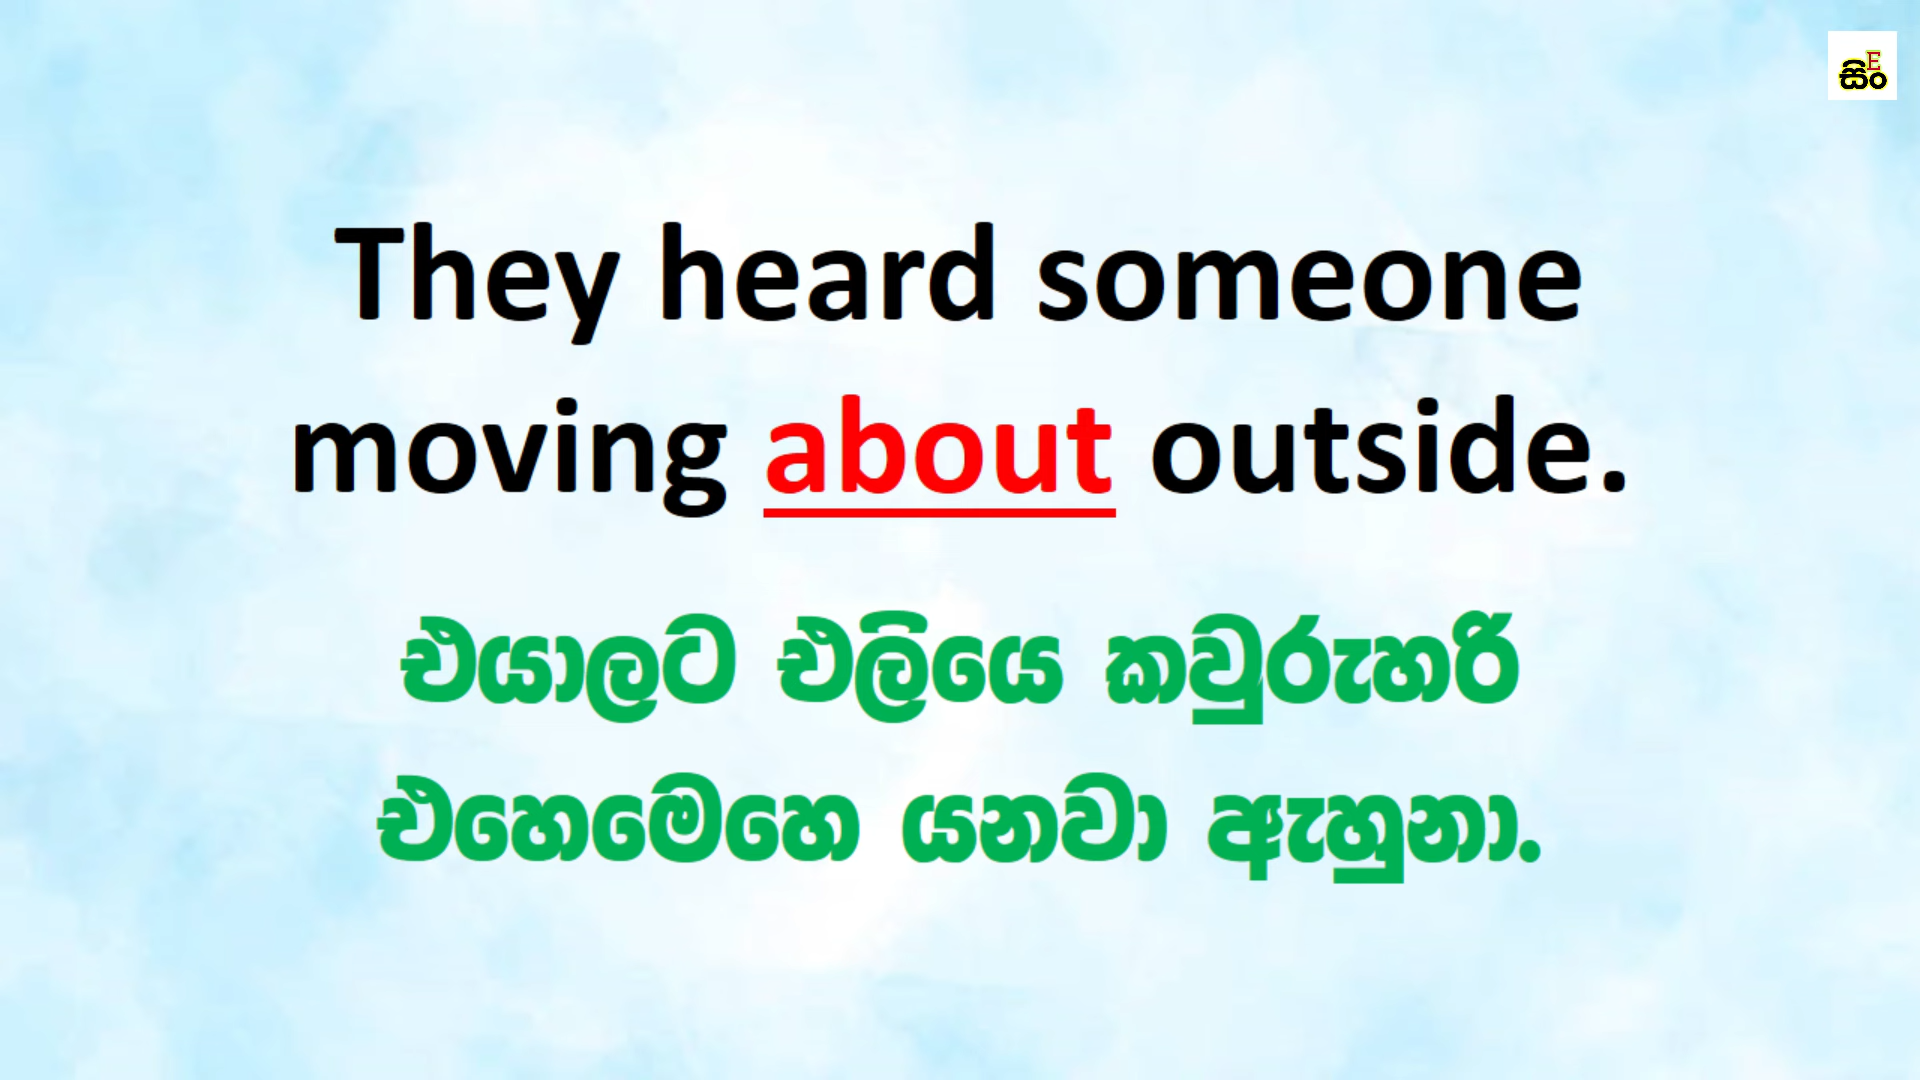 සිංE
They heard someone
moving about outside.
එයාලට එලියෙ කවුරුහරි
එහෙමෙහෙ යනවා ඇහුනා.